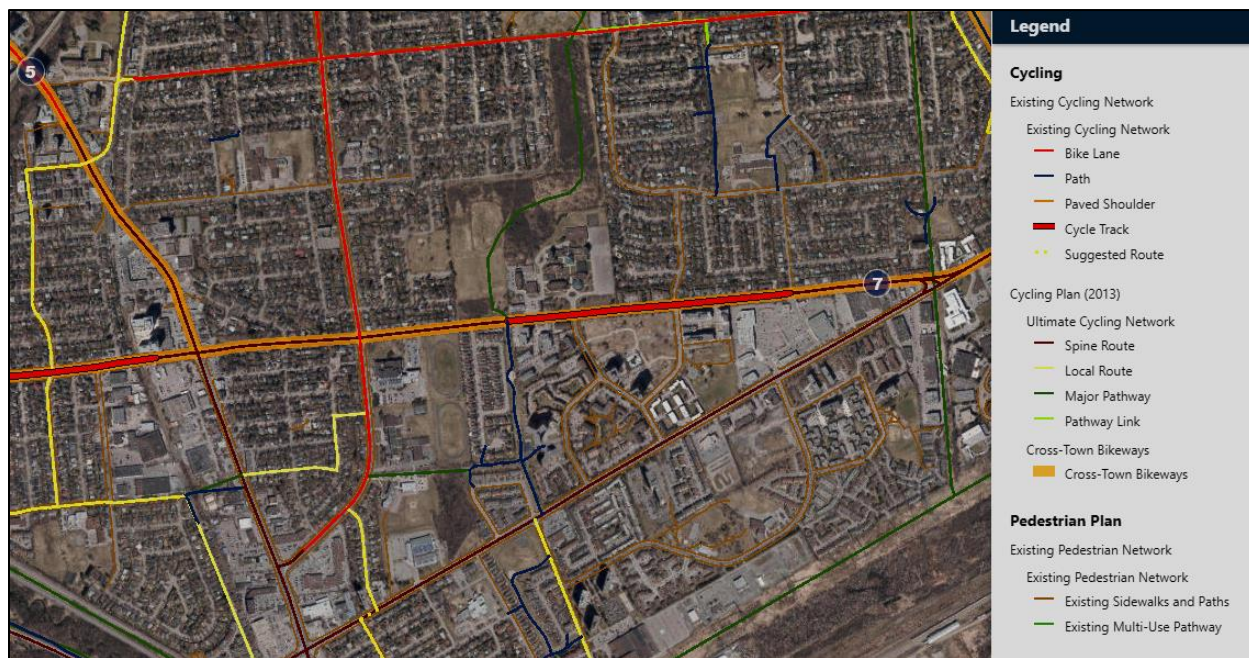 5
7
Legend
Cycling
Existing Cycling Network
Existing Cycling Network
Bike Lane
Path
Paved Shoulder
Cycle Track
Suggested Route
Cycling Plan (2013)
Ultimate Cycling Network
Spine Route
Local Route
Major Pathway
Pathway Link
Cross-Town Bikeways
Cross-Town Bikeways
Pedestrian Plan
Existing Pedestrian Network
Existing Pedestrian Network
Existing Sidewalks and Paths
Existing Multi-Use Pathway